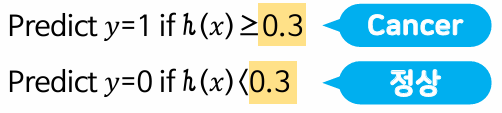 Predict y=1 if h(x) ≥0.3 Cancer
Predict y=0 if h(x)<0.3 정상